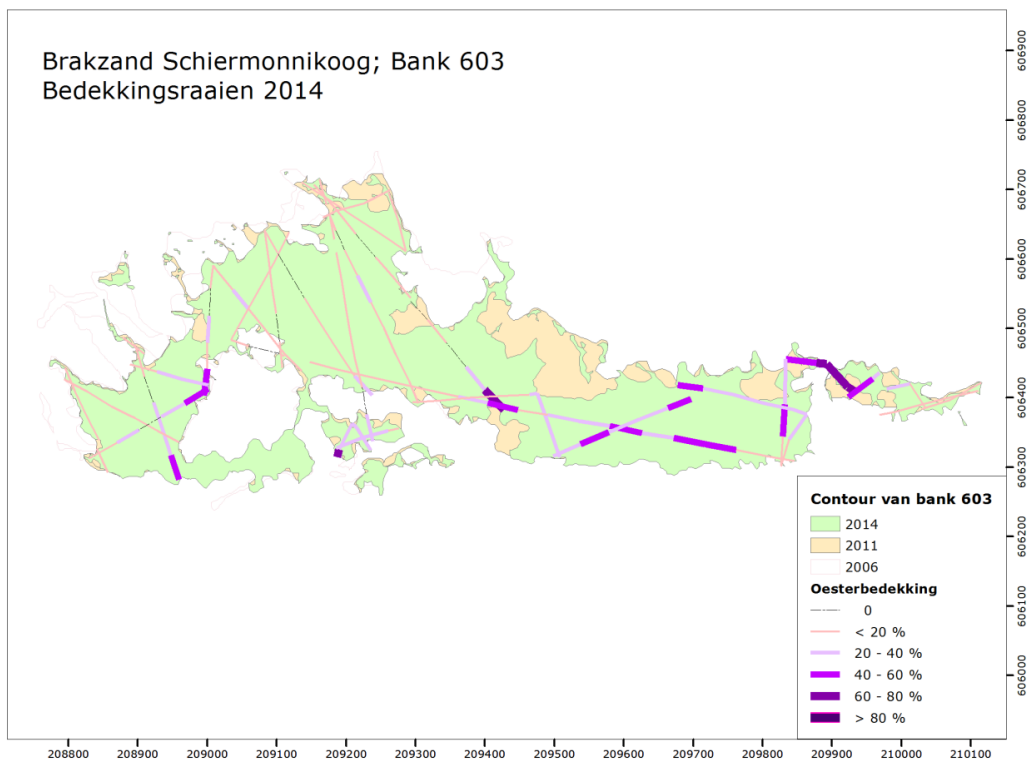 Brakzand Schiermonnikoog; Bank 603
Bedekkingsraaien 2014
606900
606800
606700
606600
606500
606400
606300
606200
606100
606000
Contour van bank 603
2014
2011
2006
Oesterbedekking
0
< 20 %
20 - 40 %
40 - 60 %
60 - 80 %
> 80 %
208800 208900 209000 209100 209200 209300 209400 209500 209600 209700 209800 209900 210000 210100